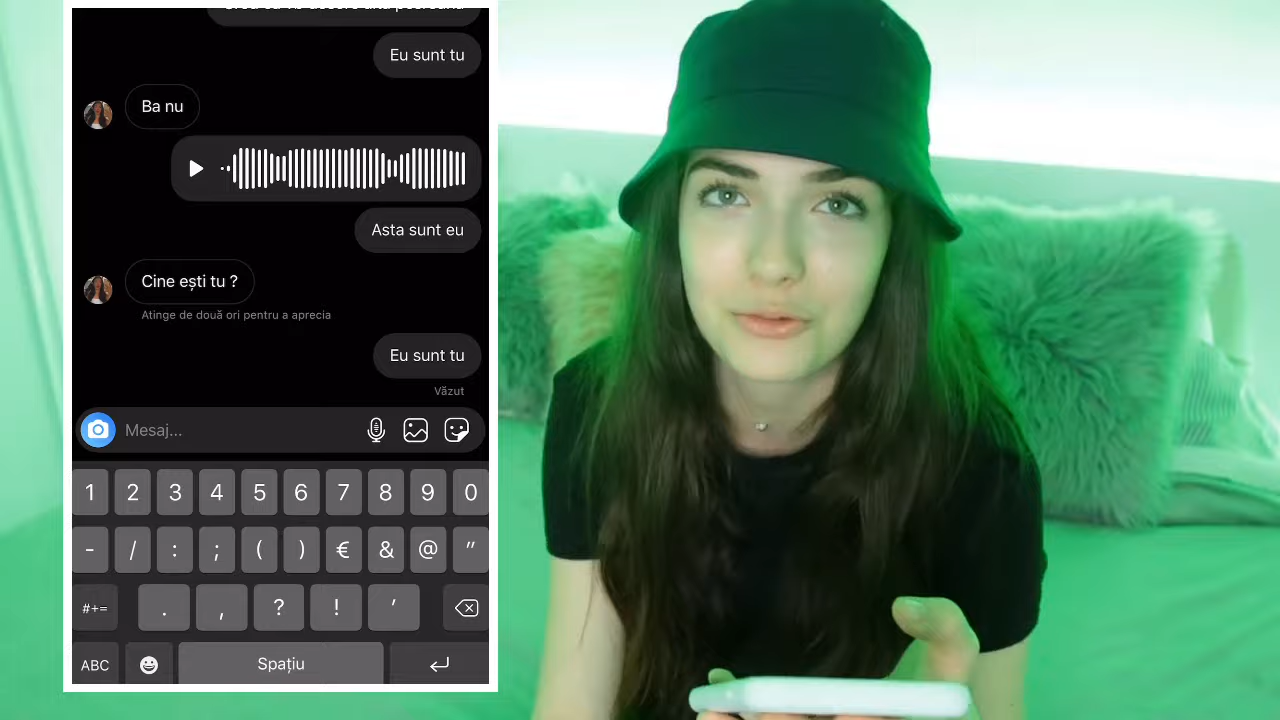 Eu sunt tu
Ba nu
Asta sunt eu
Cine ești tu ?
Atinge de două ori pentru a aprecia
Eu sunt tu
Văzut
Mesaj...
1 2 3 4 5 6 7 8 9 0
- / : ; ( ) € & @ ”
#+= . , ? ! ’
ABC Spațiu